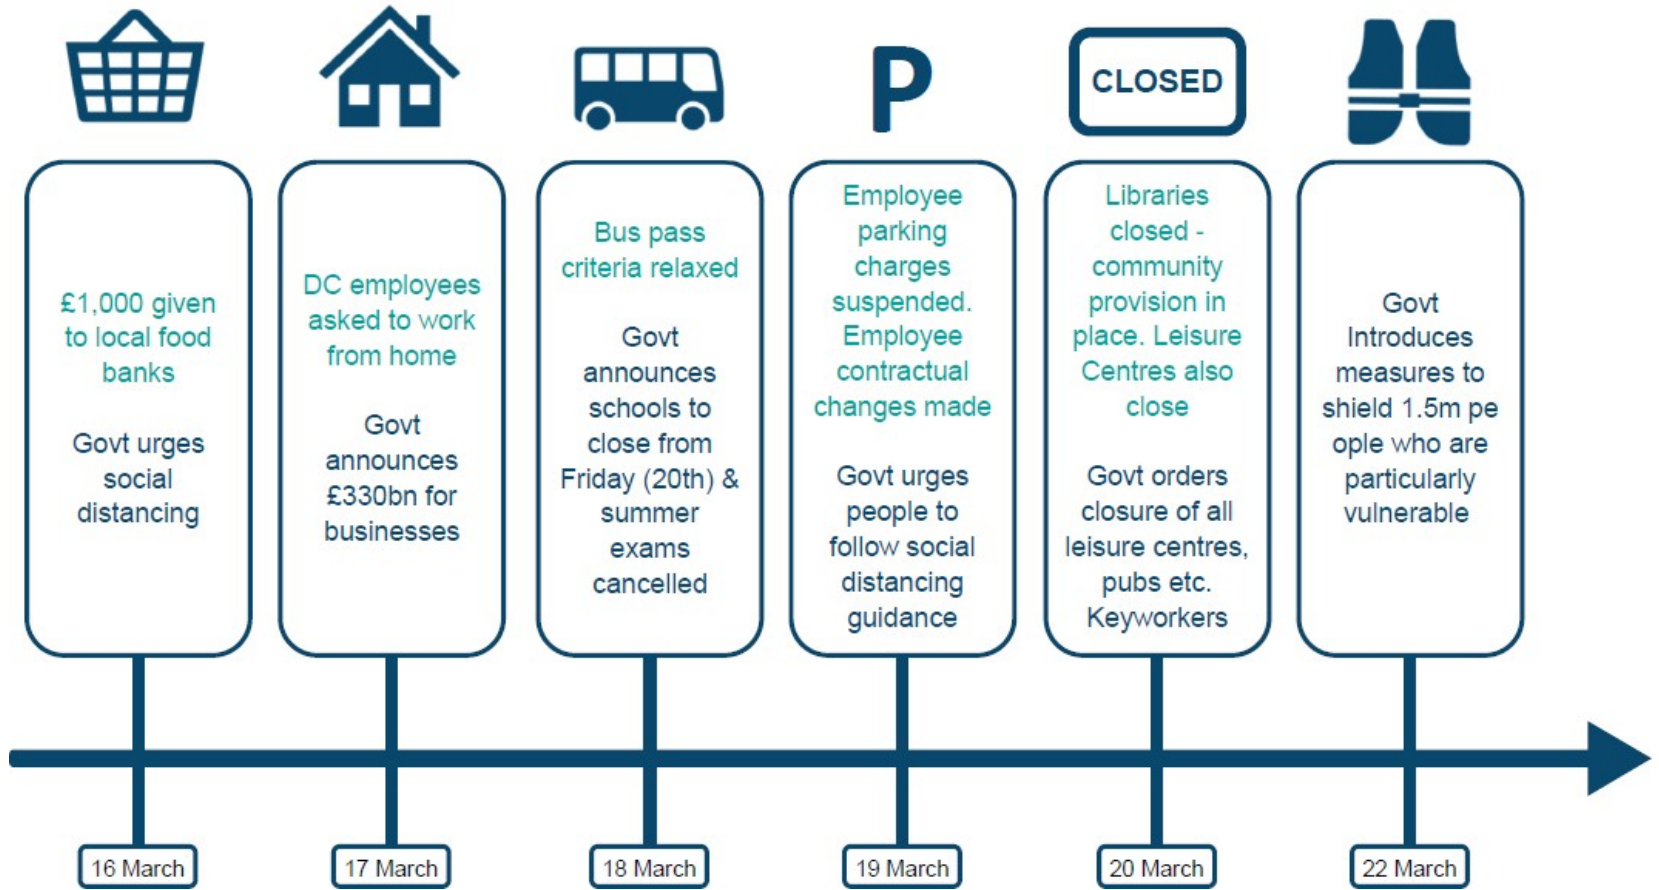 P
CLOSED
£1,000 given
to local food
banks
Govt urges
social
distancing
DC employees
asked to work
from home
Govt
announces
£330bn for
businesses
Bus pass
criteria relaxed
Govt
announces
schools to
close from
Friday (20th) &
summer
exams
cancelled
Employee
parking
charges
suspended.
Employee
contractual
changes made
Govt urges
people to
follow social
distancing
guidance
Libraries
closed -
community
provision in
place. Leisure
Centres also
close
Govt orders
closure of all
leisure centres,
pubs etc.
Keyworkers
Govt
Introduces
measures to
shield 1.5m pe
ople who are
particularly
vulnerable
16 March
17 March
18 March
19 March
20 March
22 March